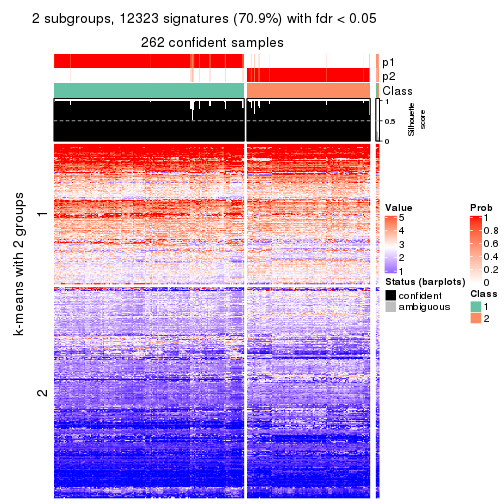 2 subgroups, 12323 signatures (70.9%) with fdr < 0.05
262 confident samples
p1
p2
Class
1
0.5
0
Silhouette
score
k-means with 2 groups
1
2
Value
5
4
3
2
1
Status (barplots)
confident
ambiguous
Prob
1
0.8
0.6
0.4
0.2
0
Class
1
2